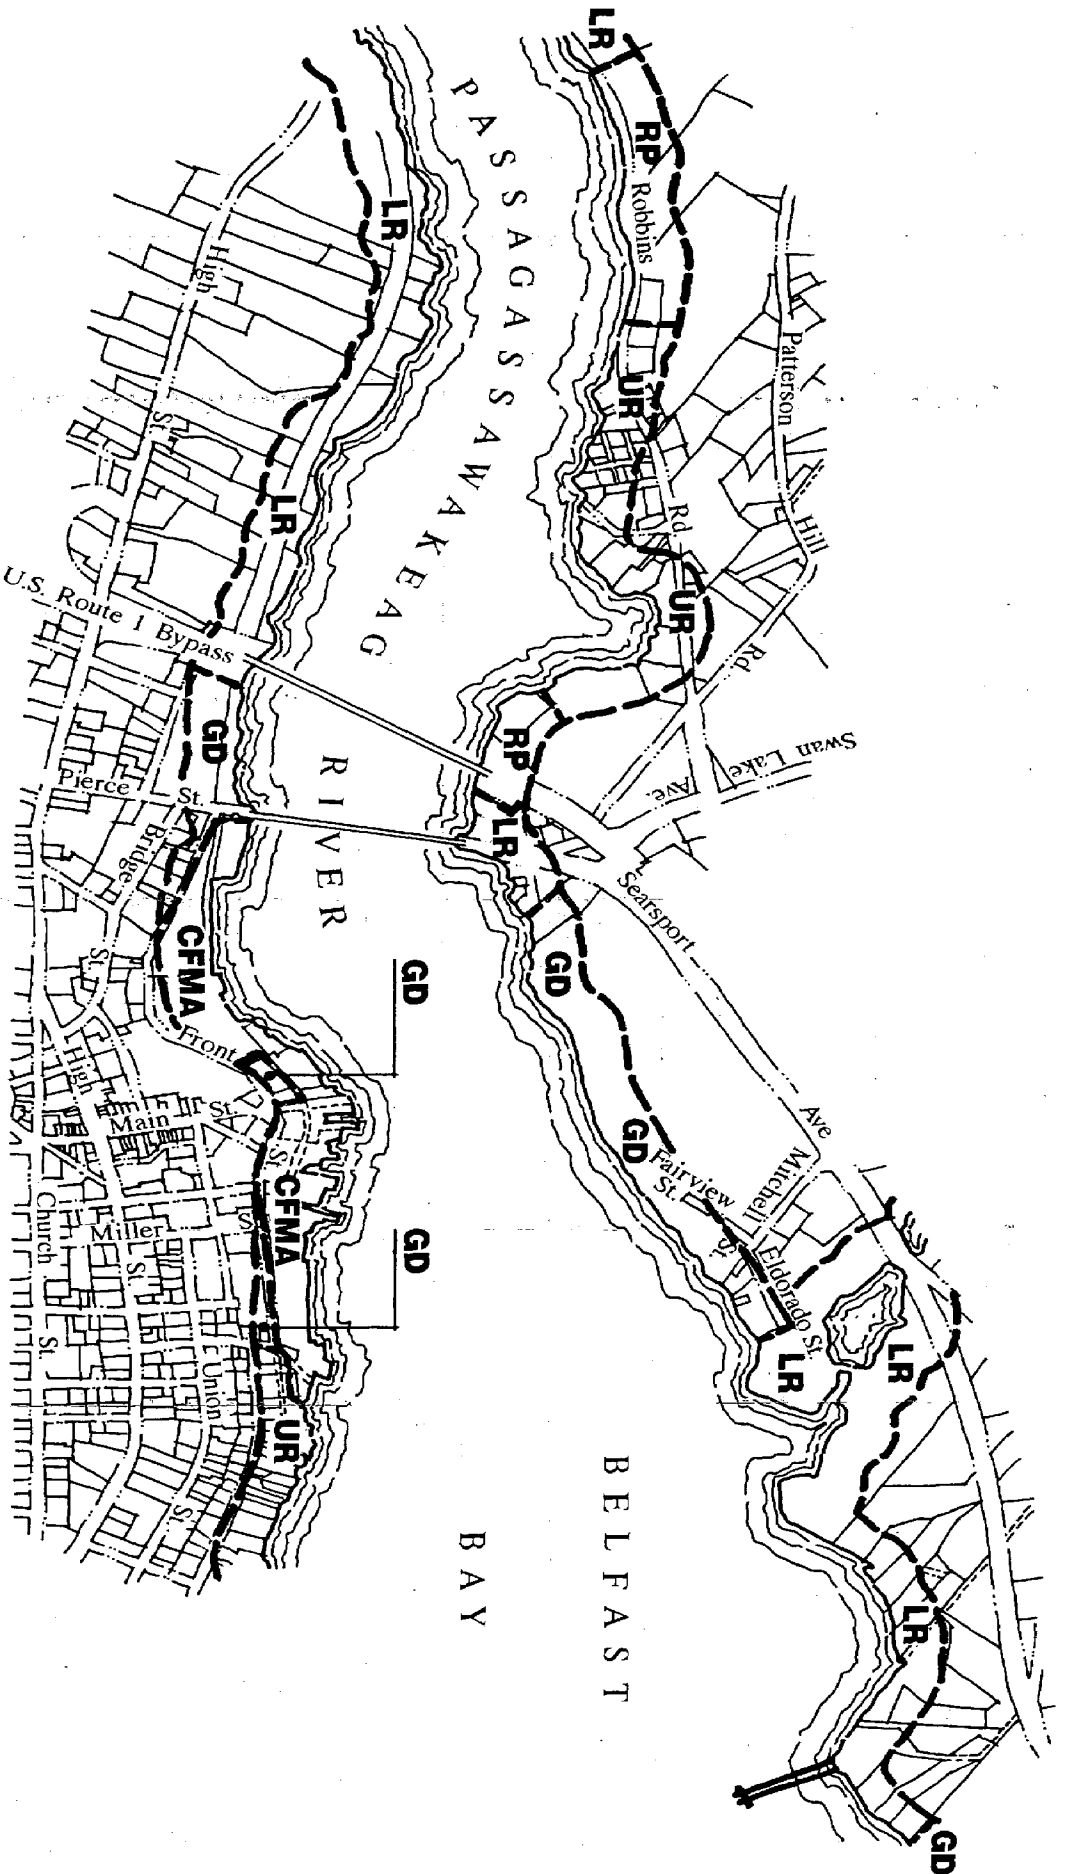 LR
RP
Robbins
Rd
UR
UR
Patterson
Hill
Rd
Swan Lake
Ave.
RP
LR
Searsport
Ave
GD
GD
Fairview
St.
Mitchell
St.
Eldorado St.
LR
LR
LR
GD
PASSAGASSAWAKEAG
RIVER
BELFAST
BAY
LR
High
St.
LR
U.S. Route 1 Bypass
GD
Pierce
St.
Bridge
St.
CFMA
GD
Front
St.
High
St.
Main
St.
CFMA
GD
Miller
St.
Church
St.
Union
St.
UR